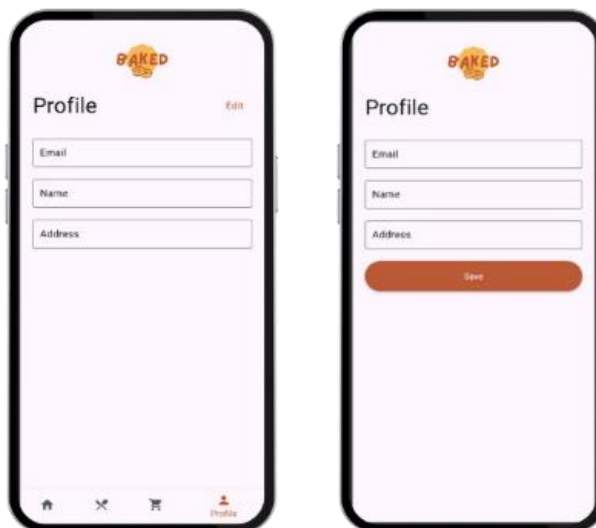 BAKED
Profile
Edit
Email
Name
Address
Profile
BAKED
Profile
Email
Name
Address
Save